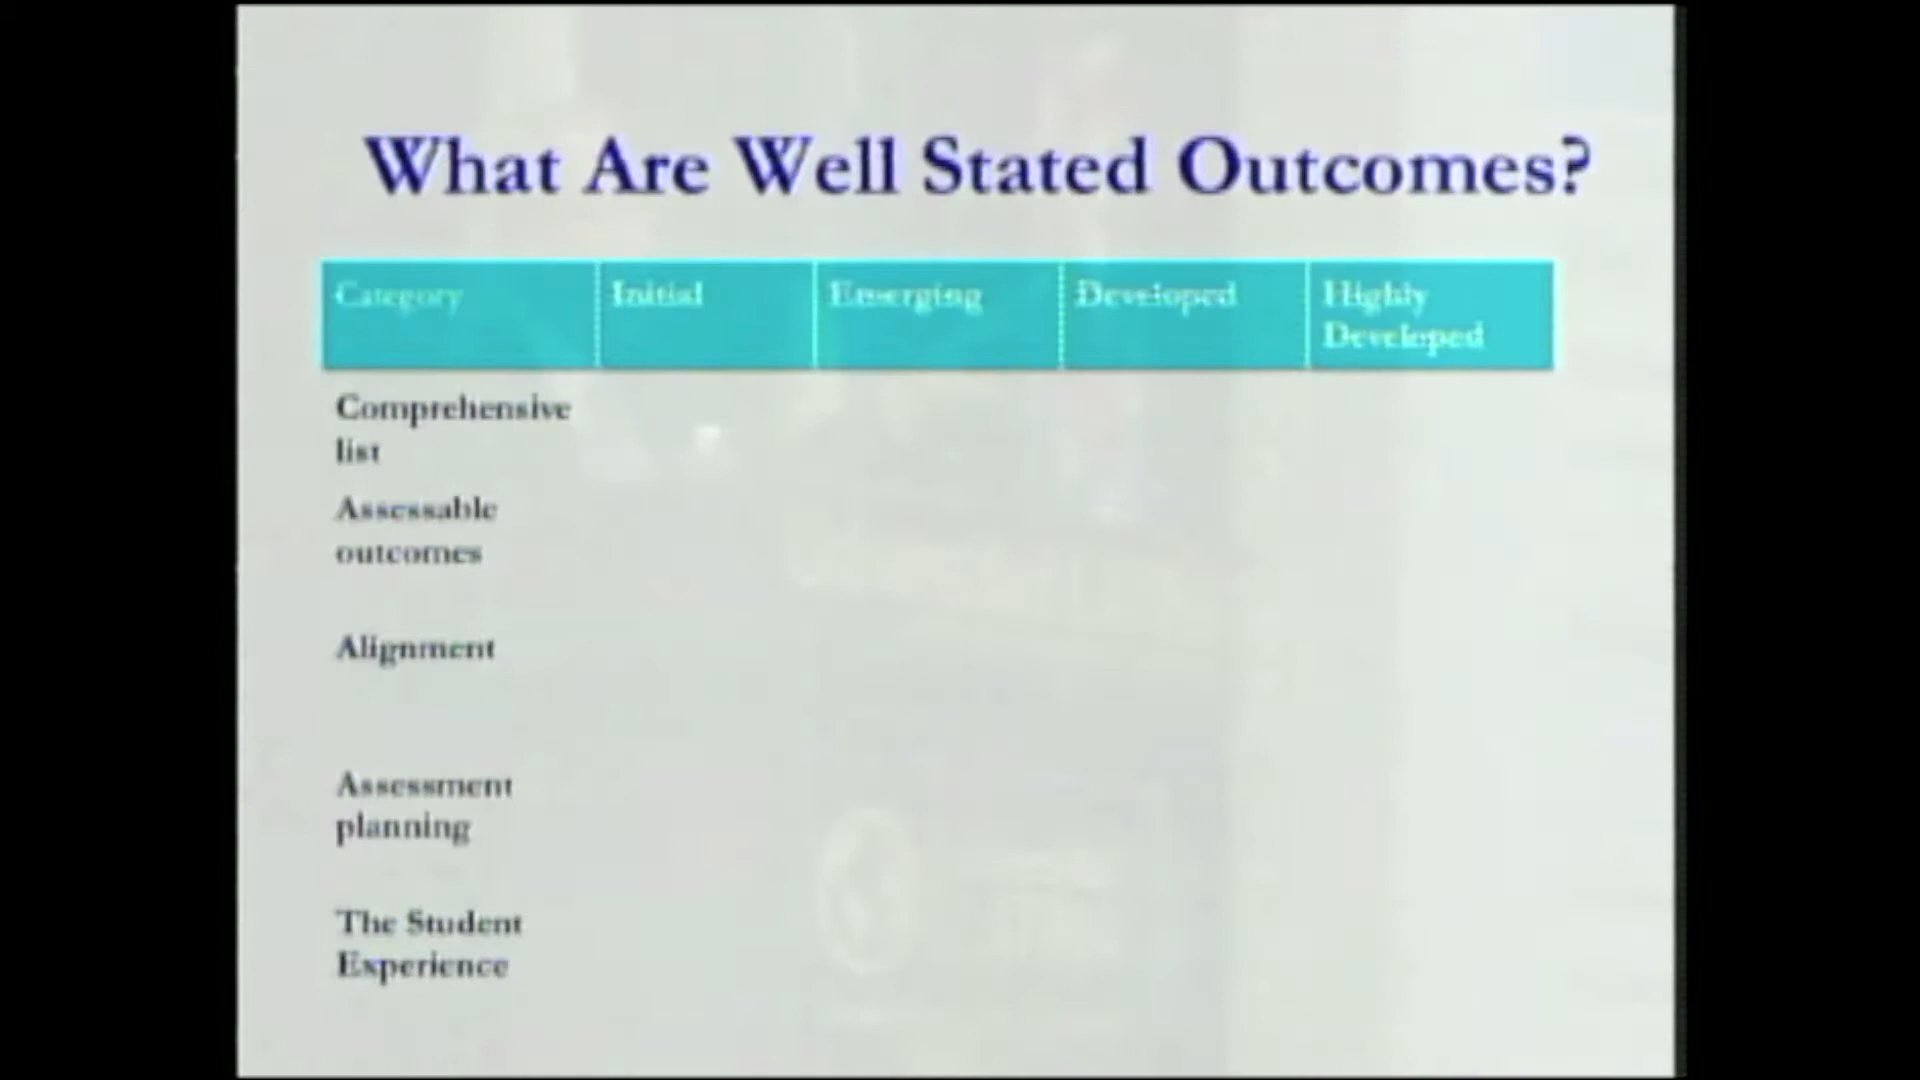 What Are Well Stated Outcomes?
Category Initial Emerging Developed Highly
Developed
Comprehensive
list
Assessable
outcomes
Alignment
Assessment
planning
The Student
Experience